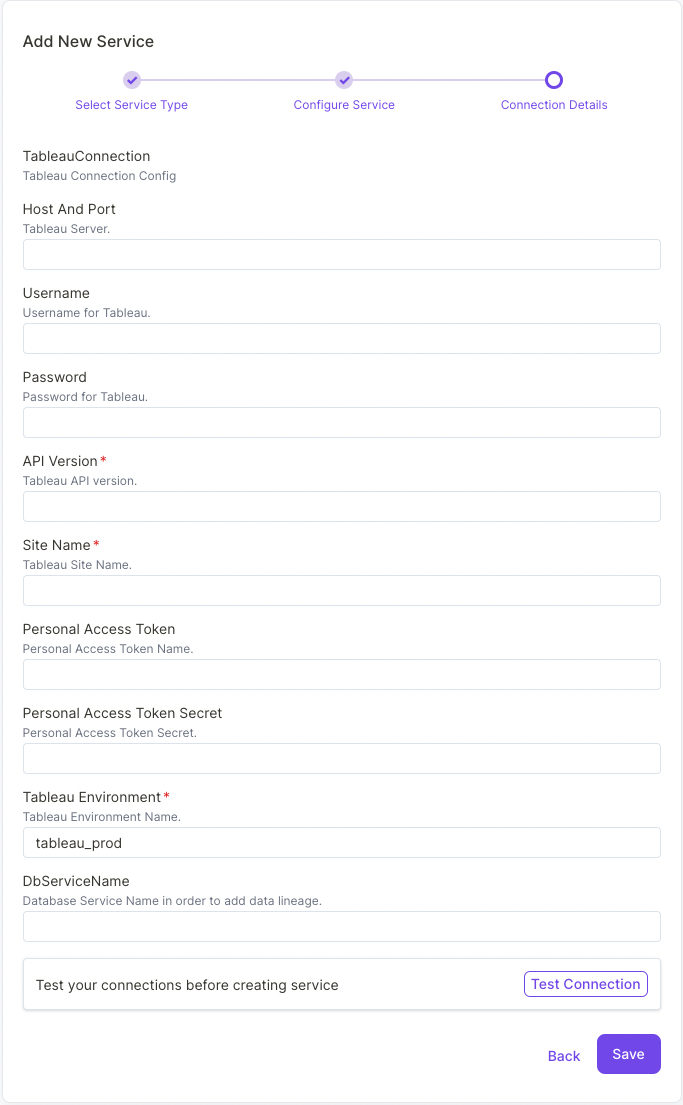 Add New Service
Select Service Type
Configure Service
Connection Details
TableauConnection
Tableau Connection Config
Host And Port
Tableau Server.
Username
Username for Tableau.
Password
Password for Tableau.
API Version*
Tableau API version.
Site Name*
Tableau Site Name.
Personal Access Token
Personal Access Token Name.
Personal Access Token Secret
Personal Access Token Secret.
Tableau Environment*
Tableau Environment Name.
tableau_prod
DbServiceName
Database Service Name in order to add data lineage.
Test your connections before creating service
Test Connection
Back
Save